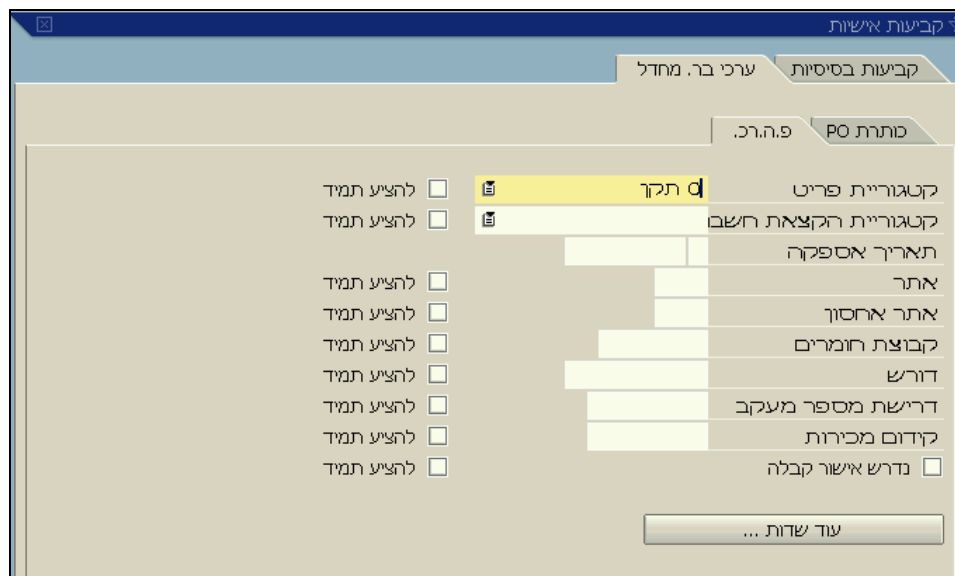 קביעות אישיות
קביעות בסיסיות
ערכי בר. מחדל
כותרת PO
פ.ה.רכ.
קטגוריית פריט
תקן
להציע תמיד
קטגוריית הקצאת חשבו
להציע תמיד
תאריך אספקה
אתר
להציע תמיד
אתר אחסון
להציע תמיד
קבוצת חומרים
להציע תמיד
דורש
להציע תמיד
דרישת מספר מעקב
להציע תמיד
קידום מכירות
להציע תמיד
נדרש אישור קבלה
להציע תמיד
עוד שדות ...